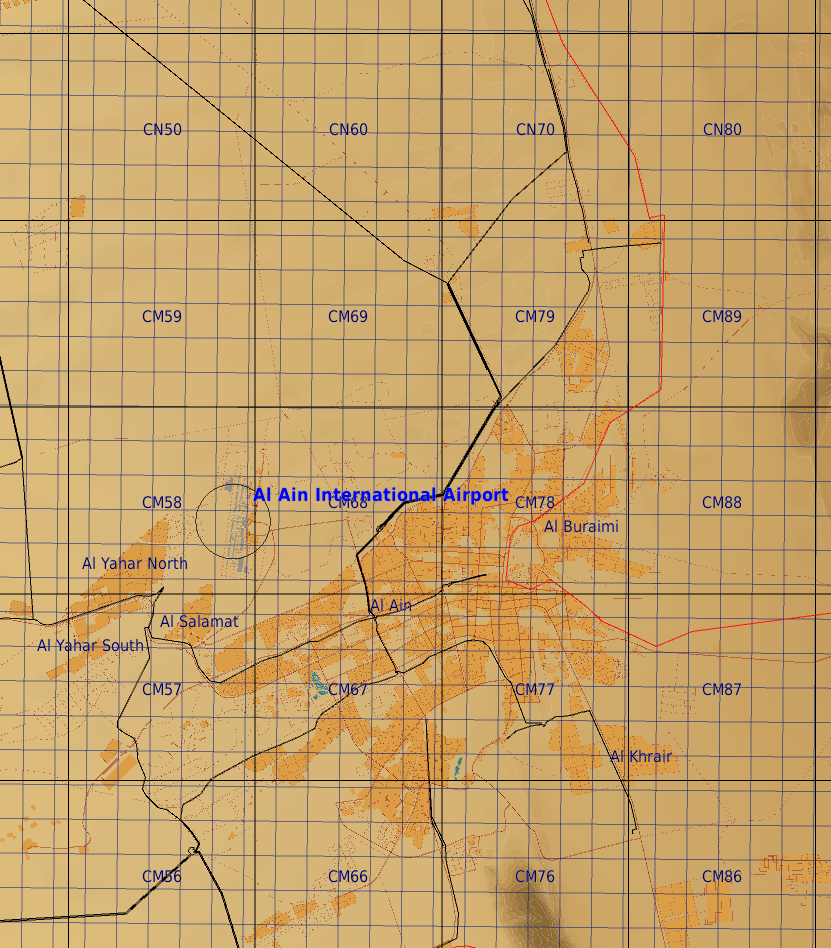 CN50 CN60 CN70 CN80
CM59 CM69 CM79 CM89
Al Ain International Airport
CM58 CM68 CM78 CM88
Al Buraimi
Al Yahar North
Al Ain
Al Salamat
Al Yahar South
CM57 CM67 CM77 CM87
Al Khrair
CM56 CM66 CM76 CM86